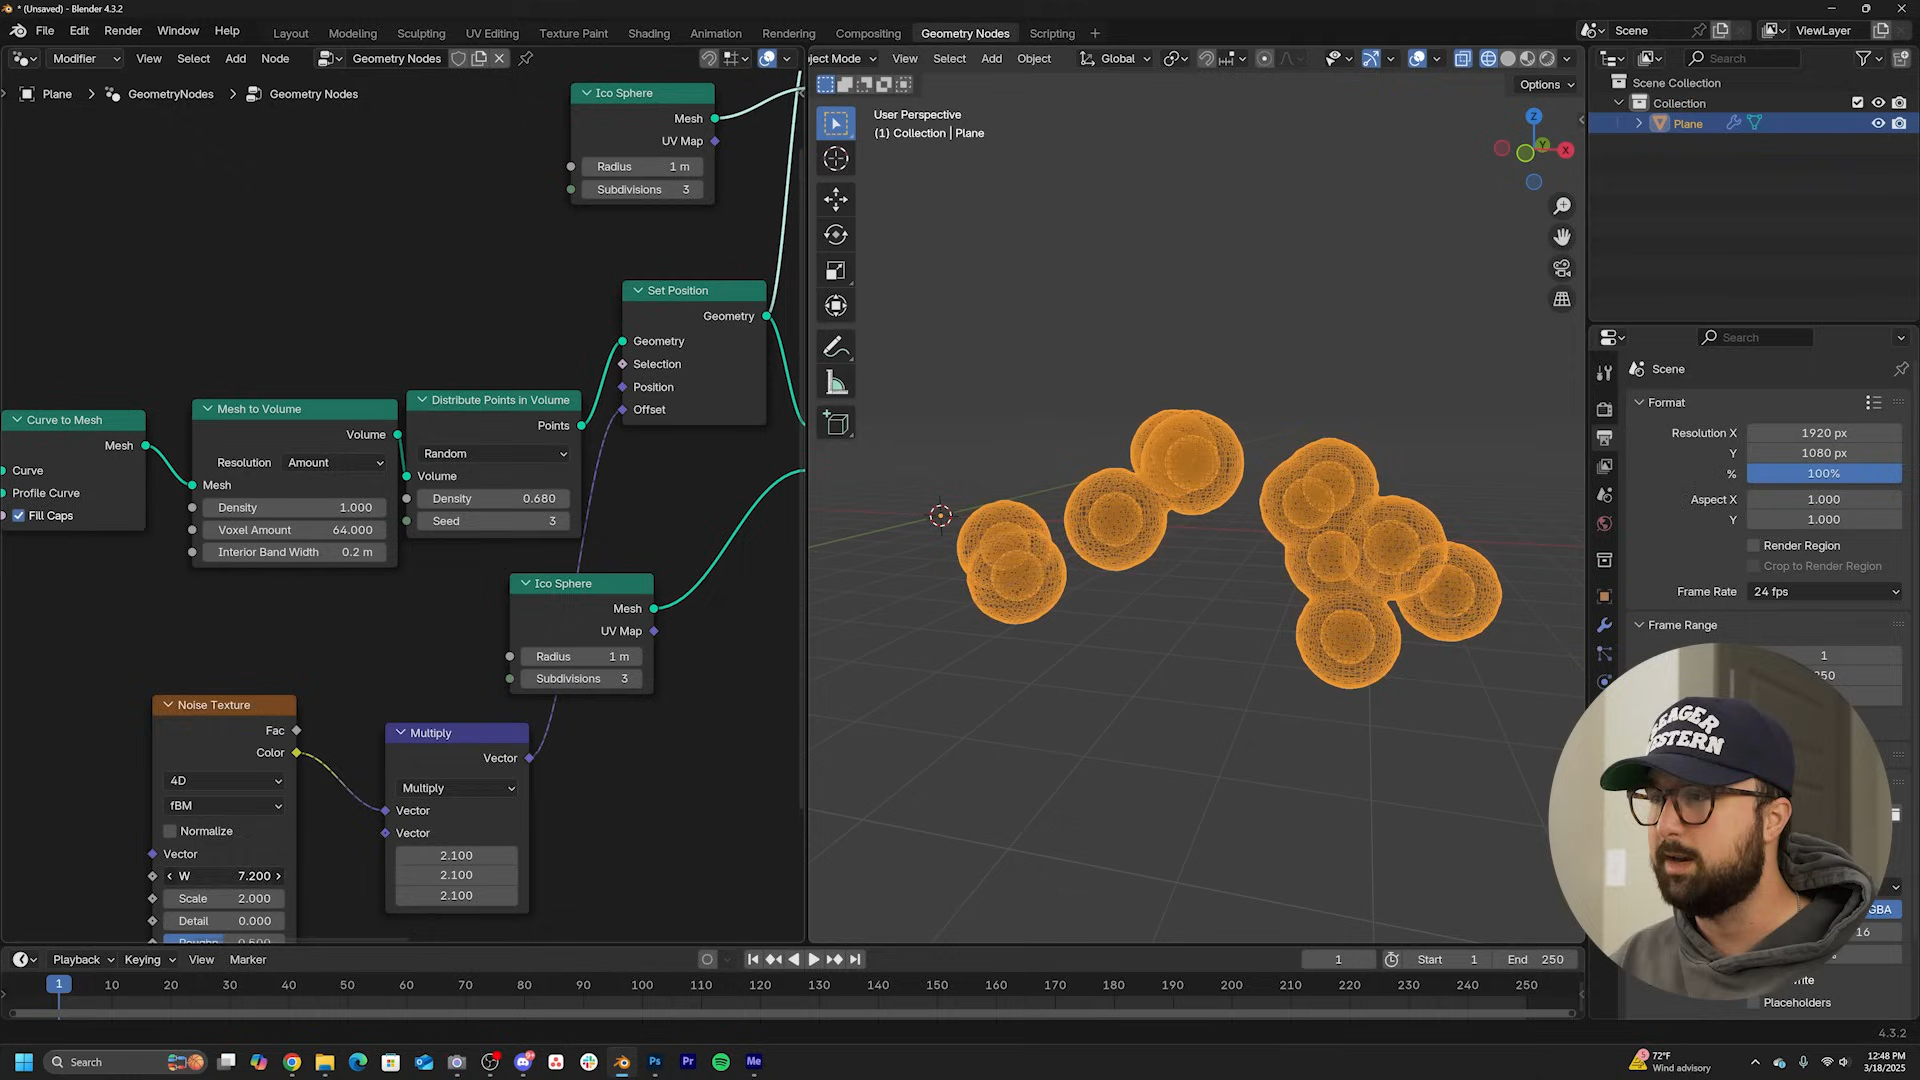 * (Unsaved) - Blender 4.3.2
File Edit Render Window Help
Layout Modeling Sculpting UV Editing Texture Paint Shading Animation Rendering Compositing Geometry Nodes Scripting
Scene
ViewLayer
Modifier View Select Add Node Geometry Nodes
ject Mode View Select Add Object Global
Search
Plane GeometryNodes Geometry Nodes
Options
User Perspective
(1) Collection | Plane
Z
Y
X
Scene Collection
Collection
Plane
Ico Sphere
Mesh
UV Map
Radius 1 m
Subdivisions 3
Set Position
Geometry
Geometry
Selection
Position
Offset
Curve to Mesh
Mesh
Curve
Profile Curve
Fill Caps
Mesh to Volume
Volume
Resolution Amount
Mesh
Density 1.000
Voxel Amount 64.000
Interior Band Width 0.2 m
Distribute Points in Volume
Points
Random
Volume
Density 0.680
Seed 3
Ico Sphere
Mesh
UV Map
Radius 1 m
Subdivisions 3
Noise Texture
Fac
Color
4D
fBM
Normalize
Vector
W 7.200
Scale 2.000
Detail 0.000
Multiply
Vector
Multiply
Vector
Vector
2.100
2.100
2.100
Search
Scene
Format
Resolution X 1920 px
Y 1080 px
% 100%
Aspect X 1.000
Y 1.000
Render Region
Crop to Render Region
Frame Rate 24 fps
Frame Range
1
WESTERN
16
Placeholders
Playback Keying View Marker
1 Start 1 End 250
1 10 20 30 40 50 60 70 80 90 100 110 120 130 140 150 160 170 180 190 200 210 220 230 240 250
4.3.2
Search
Ps
Pr
Me
72°F
Wind advisory
12:48 PM
3/18/2025